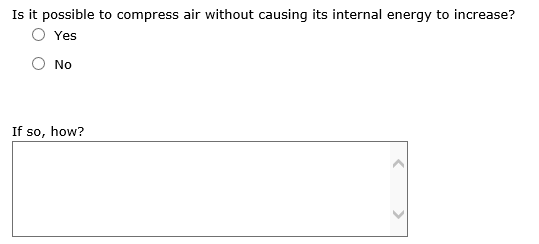 Is it possible to compress air without causing its internal energy to increase?
Yes
No
If so, how?